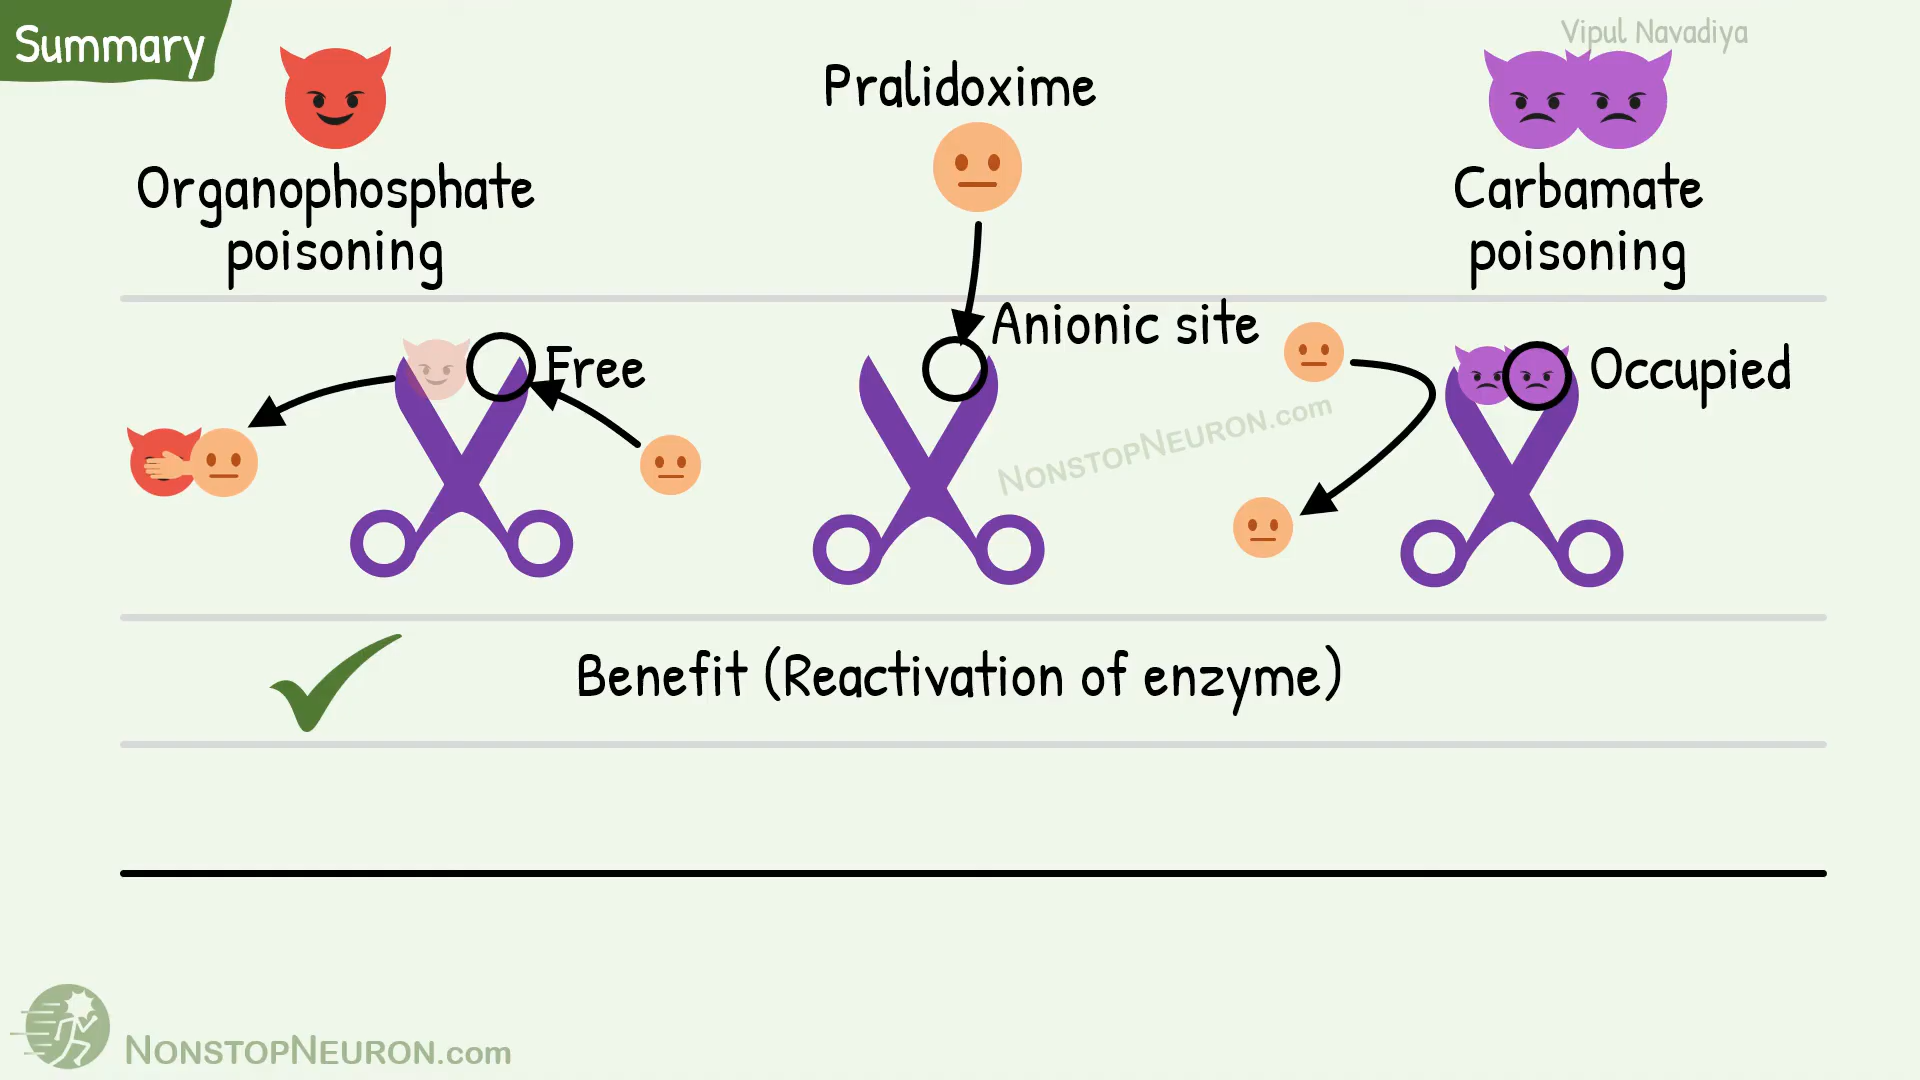 Summary
Vipul Navadiya
Pralidoxime
Organophosphate
poisoning
Carbamate
poisoning
Anionic site
Free
Occupied
NONSTOPNEURON.com
Benefit (Reactivation of enzyme)
NONSTOPNEURON.com